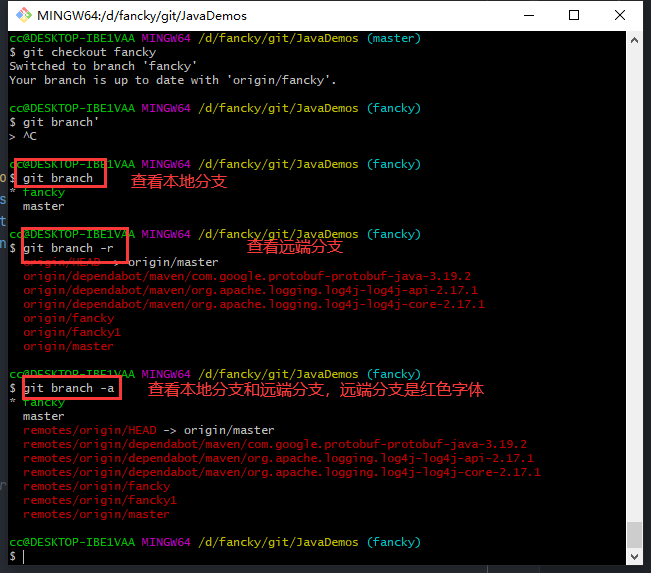 MINGW64:/d/fancky/git/JavaDemos
cc@DESKTOP-IBE1VAA MINGW64 /d/fancky/git/JavaDemos (master)
$ git checkout fancky
Switched to branch 'fancky'
Your branch is up to date with 'origin/fancky'.
cc@DESKTOP-IBE1VAA MINGW64 /d/fancky/git/JavaDemos (fancky)
$ git branch'
> ^C
cc@DESKTOP-IBE1VAA MINGW64 /d/fancky/git/JavaDemos (fancky)
$ git branch 查看本地分支
* fancky
master
cc@DESKTOP-IBE1VAA MINGW64 /d/fancky/git/JavaDemos (fancky)
$ git branch -r 查看远端分支
origin/HEAD -> origin/master
origin/dependabot/maven/com.google.protobuf-protobuf-java-3.19.2
origin/dependabot/maven/org.apache.logging.log4j-log4j-api-2.17.1
origin/dependabot/maven/org.apache.logging.log4j-log4j-core-2.17.1
origin/fancky
origin/fancky1
origin/master
cc@DESKTOP-IBE1VAA MINGW64 /d/fancky/git/JavaDemos (fancky)
$ git branch -a 查看本地分支和远端分支，远端分支是红色字体
* fancky
master
remotes/origin/HEAD -> origin/master
remotes/origin/dependabot/maven/com.google.protobuf-protobuf-java-3.19.2
remotes/origin/dependabot/maven/org.apache.logging.log4j-log4j-api-2.17.1
remotes/origin/dependabot/maven/org.apache.logging.log4j-log4j-core-2.17.1
remotes/origin/fancky
remotes/origin/fancky1
remotes/origin/master
cc@DESKTOP-IBE1VAA MINGW64 /d/fancky/git/JavaDemos (fancky)
$